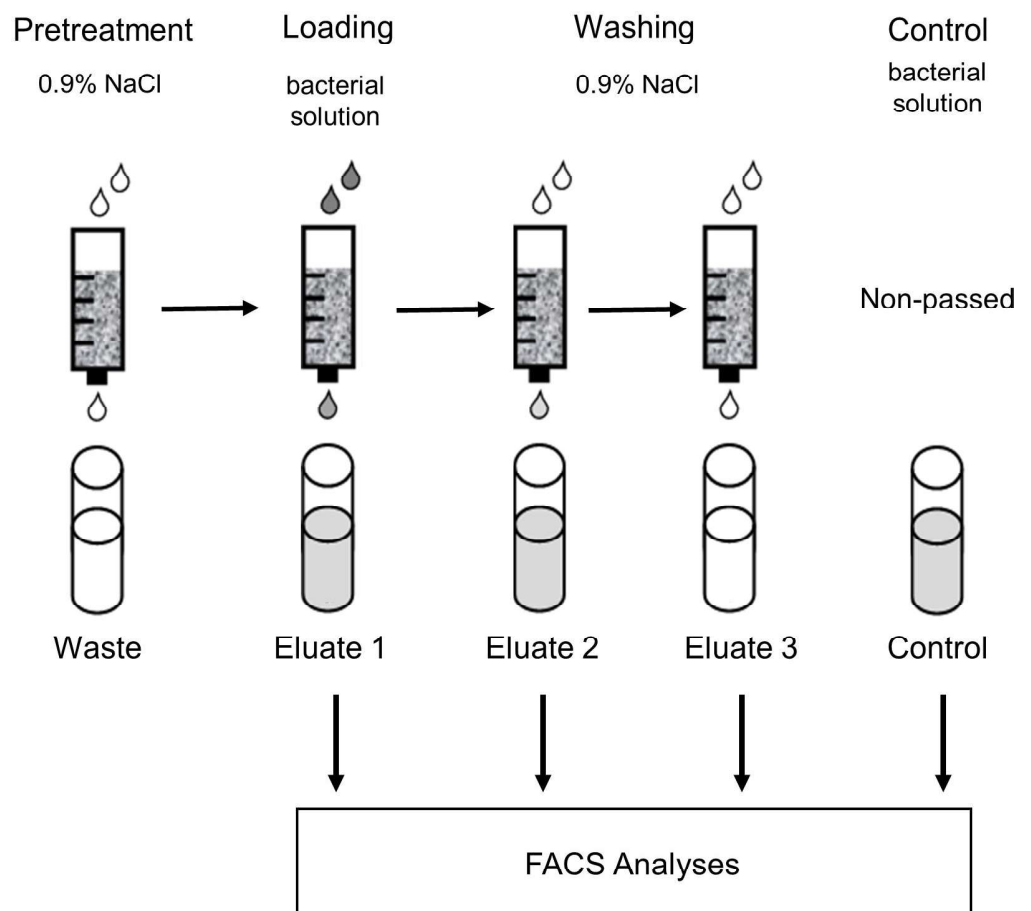 Pretreatment
Loading
Washing
Control
0.9% NaCl
bacterial
solution
0.9% NaCl
bacterial
solution
Non-passed
Waste
Eluate 1
Eluate 2
Eluate 3
Control
FACS Analyses